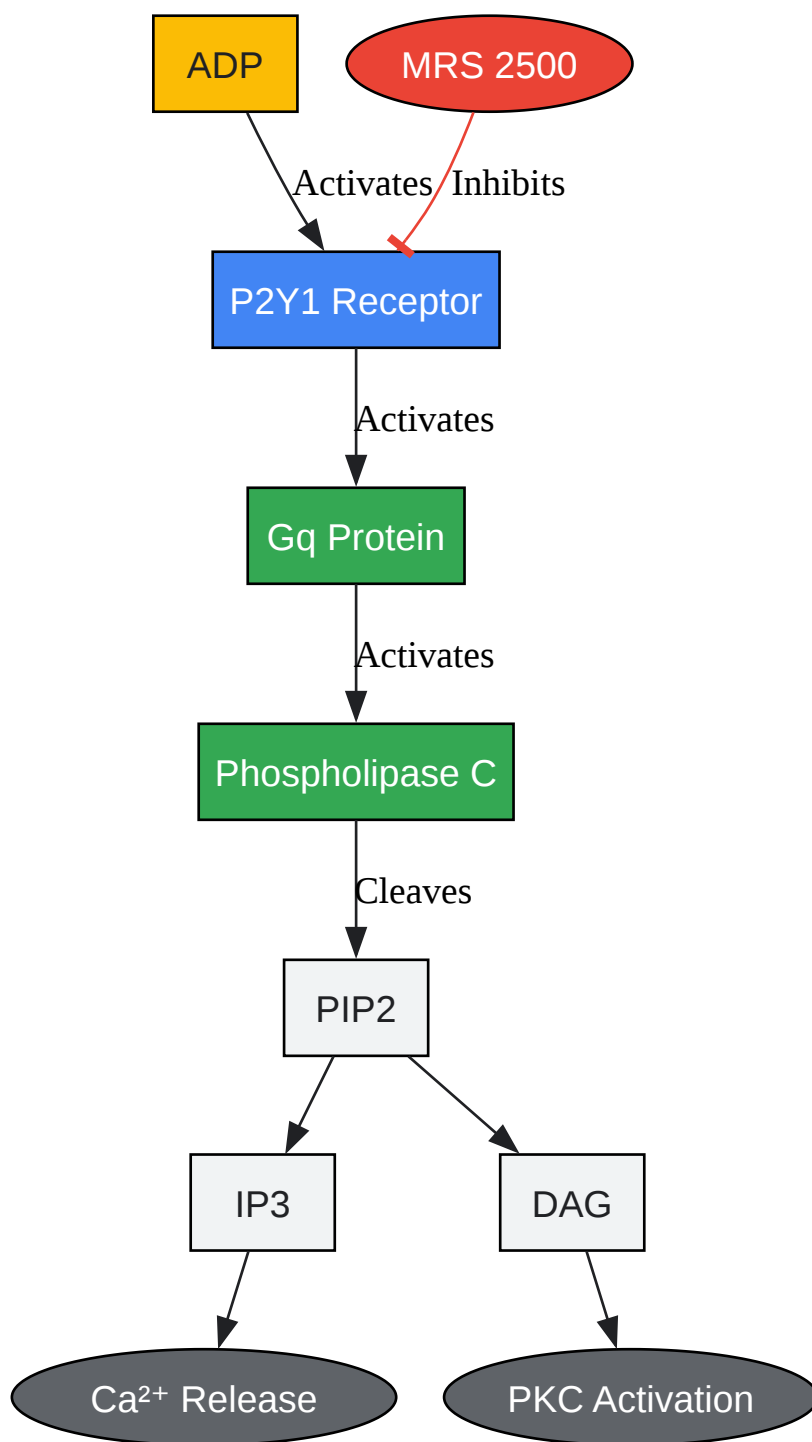 ADP
MRS 2500
Activates
Inhibits
P2Y1 Receptor
Activates
Gq Protein
Activates
Phospholipase C
Cleaves
PIP2
IP3
DAG
Ca²⁺ Release
PKC Activation